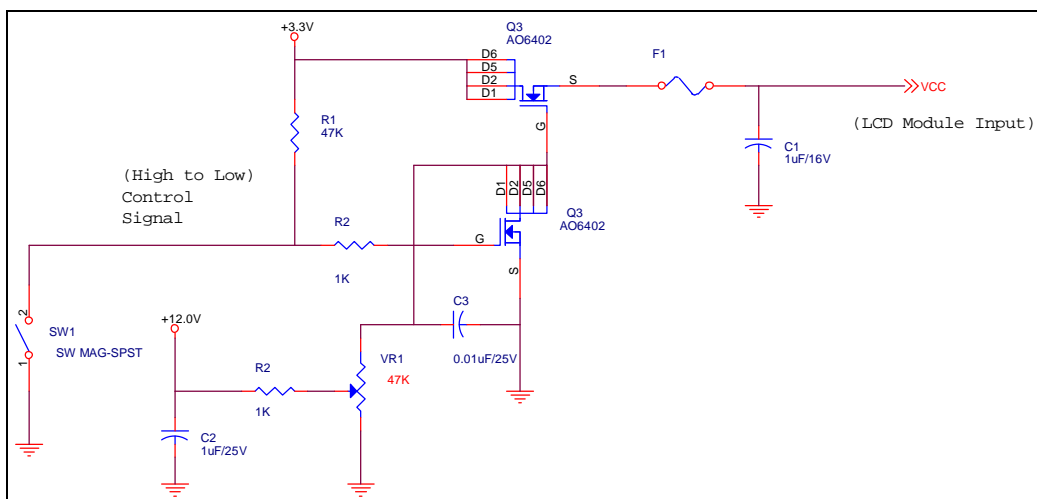 +3.3V
Q3
AO6402
D6
D5
D2
D1
S
G
F1
VCC
(LCD Module Input)
C1
1uF/16V
R1
47K
(High to Low)
Control
Signal
D1
D2
D5
D6
Q3
AO6402
G
S
R2
1K
2
1
SW1
SW MAG-SPST
+12.0V
C3
0.01uF/25V
VR1
47K
R2
1K
C2
1uF/25V